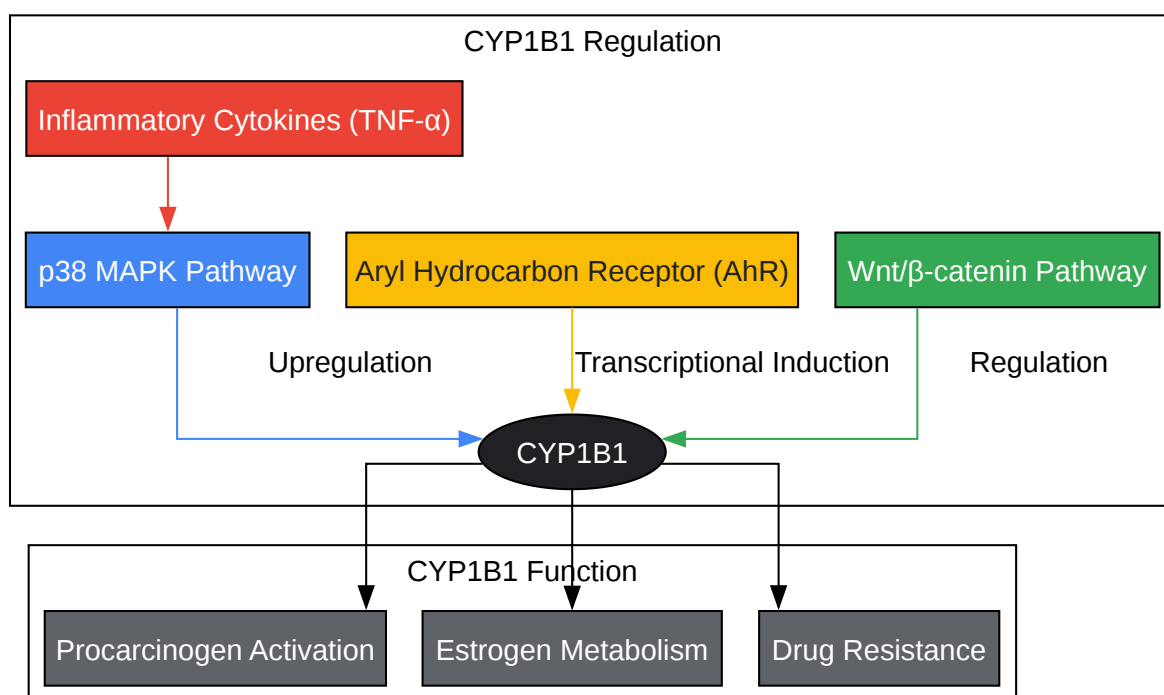 CYP1B1 Regulation
Inflammatory Cytokines (TNF-α)
p38 MAPK Pathway
Aryl Hydrocarbon Receptor (AhR)
Wnt/β-catenin Pathway
Upregulation
Transcriptional Induction
Regulation
CYP1B1
CYP1B1 Function
Procarcinogen Activation
Estrogen Metabolism
Drug Resistance